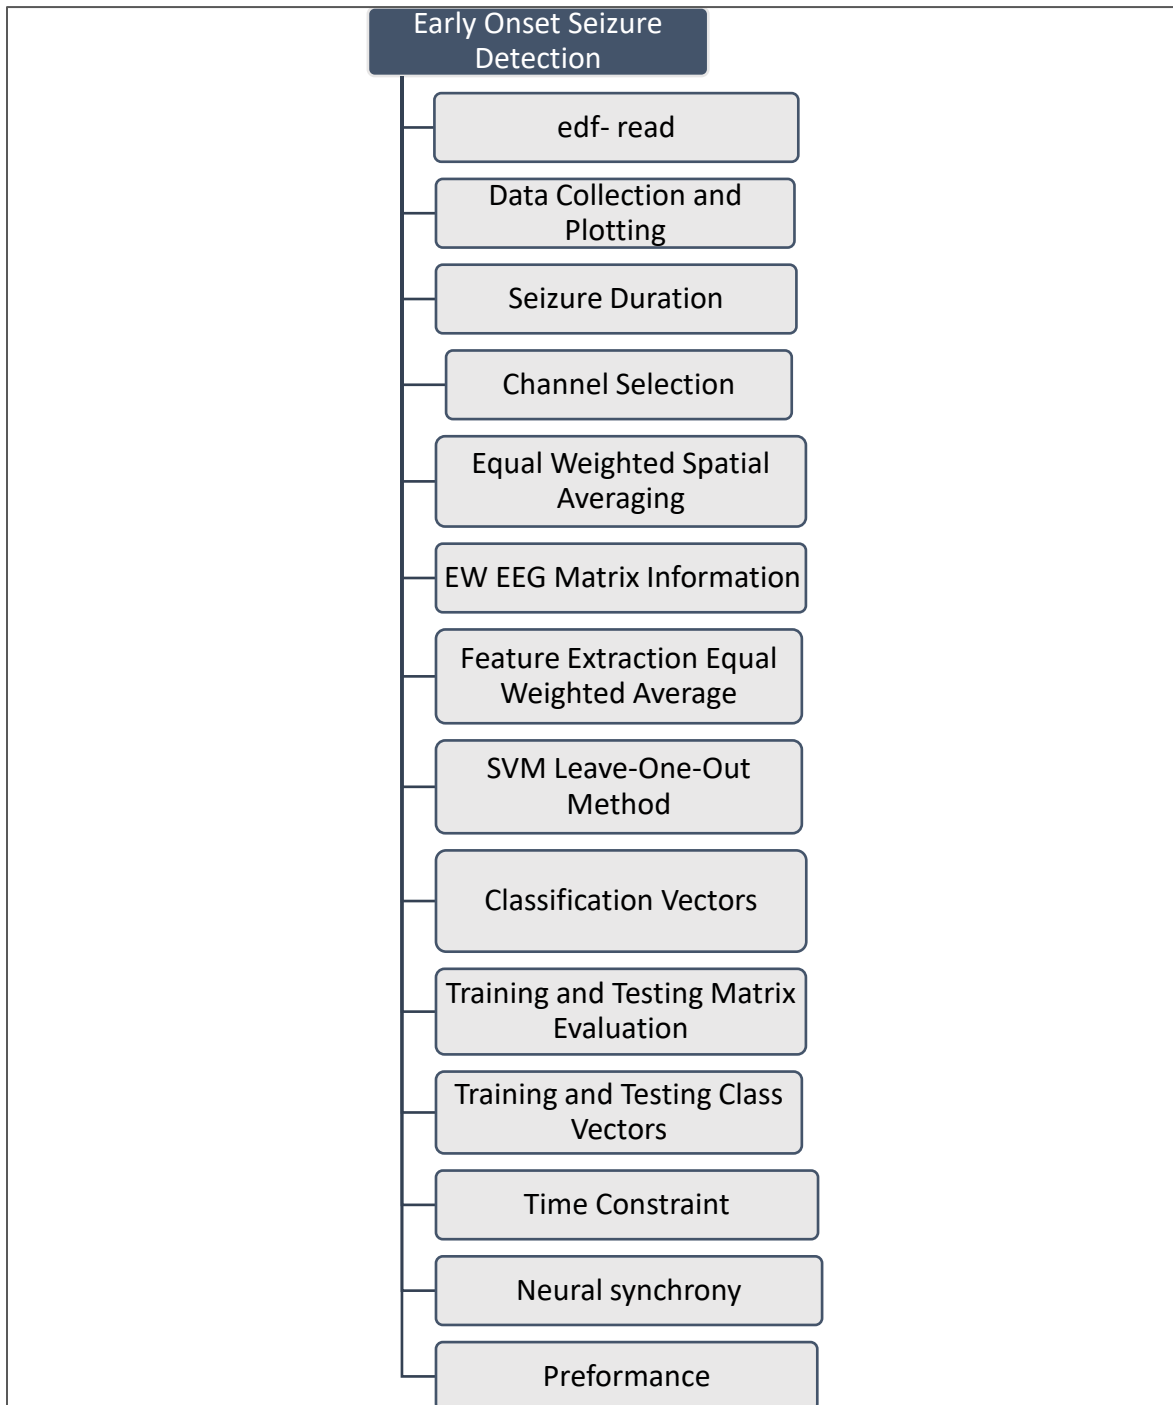 Early Onset Seizure
Detection
edf- read
Data Collection and
Plotting
Seizure Duration
Channel Selection
Equal Weighted Spatial
Averaging
EW EEG Matrix Information
Feature Extraction Equal
Weighted Average
SVM Leave-One-Out
Method
Classification Vectors
Training and Testing Matrix
Evaluation
Training and Testing Class
Vectors
Time Constraint
Neural synchrony
Preformance